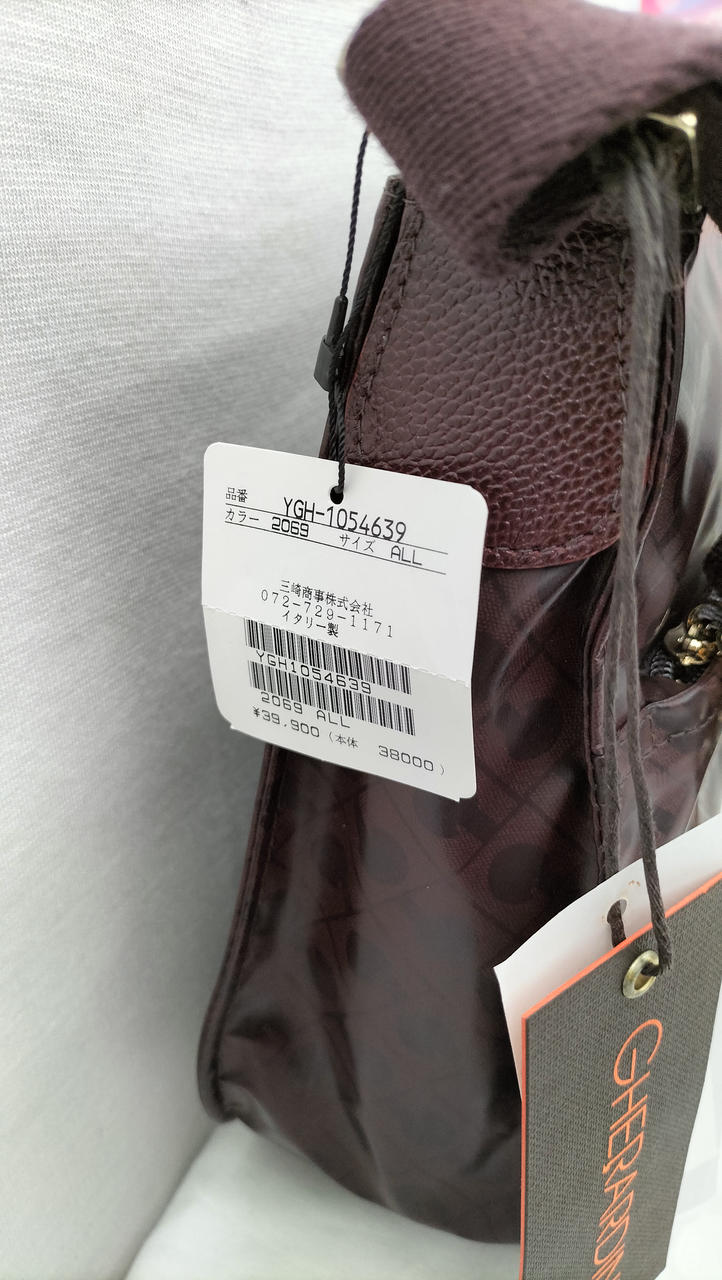 品番 YGH-1054639
カラー 2069 サイズ ALL
三崎商事株式会社
072-729-1171
イタリー製
YGH1054639
2069 ALL
¥39,900 (本体 38000)
GHERARDIN